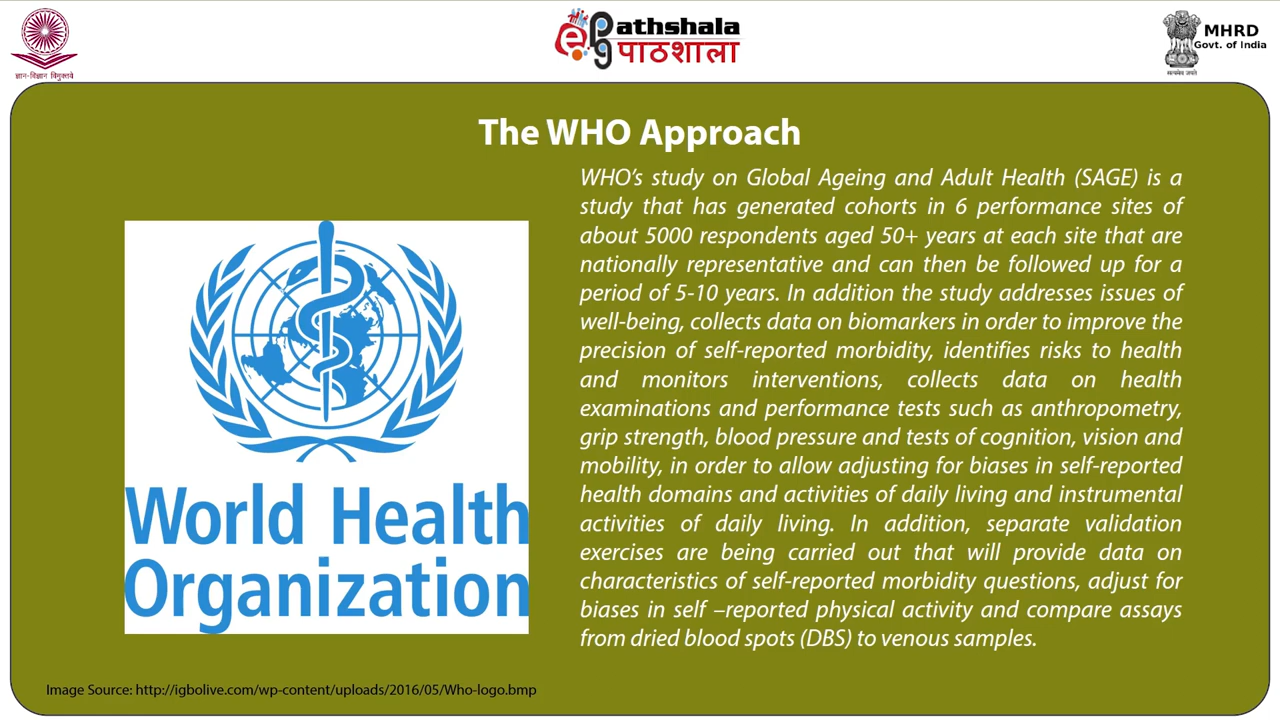 ज्ञान-विज्ञान विमुक्तये
ePg
athshala
पाठशाला
MHRD
Govt. of India
सत्यमेव जयते
The WHO Approach
WHO’s study on Global Ageing and Adult Health (SAGE) is a
study that has generated cohorts in 6 performance sites of
about 5000 respondents aged 50+ years at each site that are
nationally representative and can then be followed up for a
period of 5-10 years. In addition the study addresses issues of
well-being, collects data on biomarkers in order to improve the
precision of self-reported morbidity, identifies risks to health
and monitors interventions, collects data on health
examinations and performance tests such as anthropometry,
grip strength, blood pressure and tests of cognition, vision and
mobility, in order to allow adjusting for biases in self-reported
health domains and activities of daily living and instrumental
activities of daily living. In addition, separate validation
exercises are being carried out that will provide data on
characteristics of self-reported morbidity questions, adjust for
biases in self –reported physical activity and compare assays
from dried blood spots (DBS) to venous samples.
World Health
Organization
Image Source: http://igbolive.com/wp-content/uploads/2016/05/Who-logo.bmp